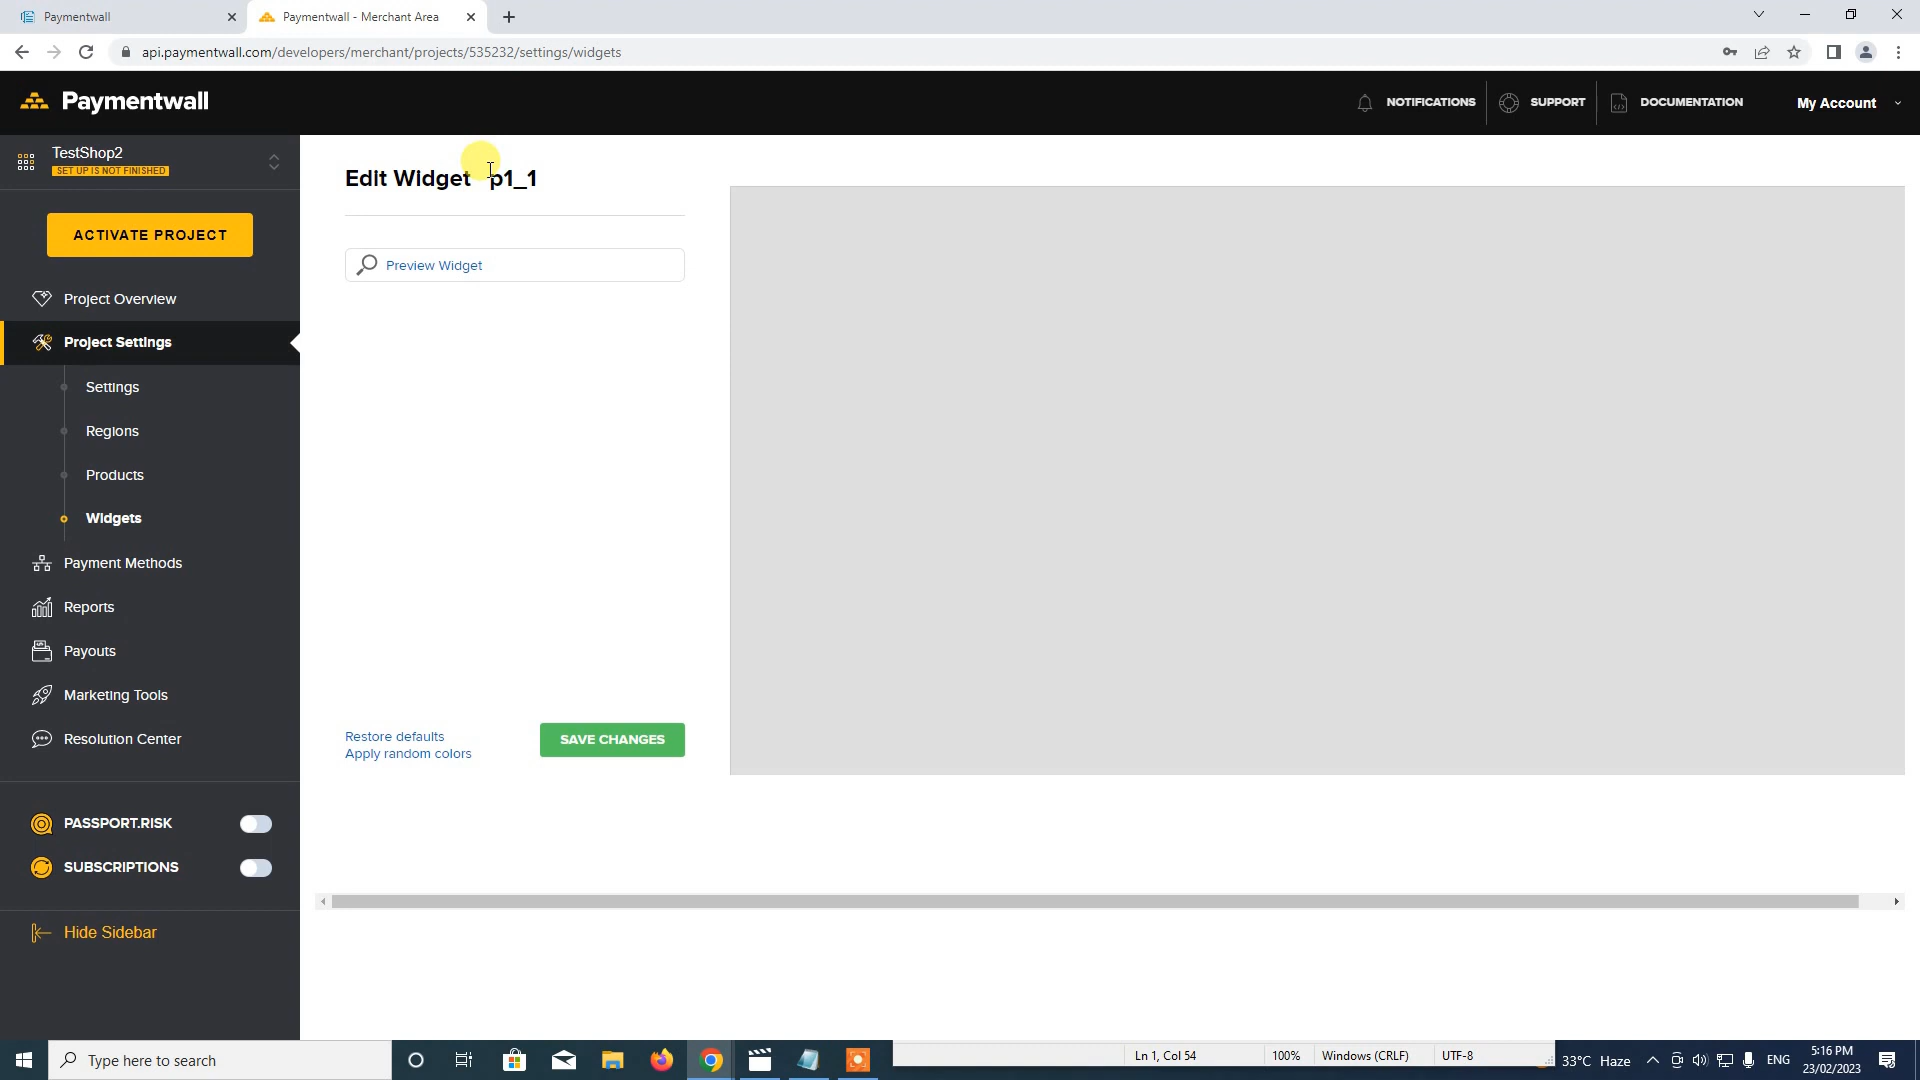 Paymentwall
Paymentwall - Merchant Area
api.paymentwall.com/developers/merchant/projects/535232/settings/widgets
Paymentwall
NOTIFICATIONS
SUPPORT
DOCUMENTATION
My Account
TestShop2
SET UP IS NOT FINISHED
ACTIVATE PROJECT
Project Overview
Project Settings
Settings
Regions
Products
Widgets
Payment Methods
Reports
Payouts
Marketing Tools
Resolution Center
PASSPORT.RISK
SUBSCRIPTIONS
Hide Sidebar
Edit Widget p1_1
Preview Widget
Restore defaults
Apply random colors
SAVE CHANGES
Type here to search
Ln 1, Col 54
100%
Windows (CRLF)
UTF-8
33°C Haze
ENG
5:16 PM
23/02/2023